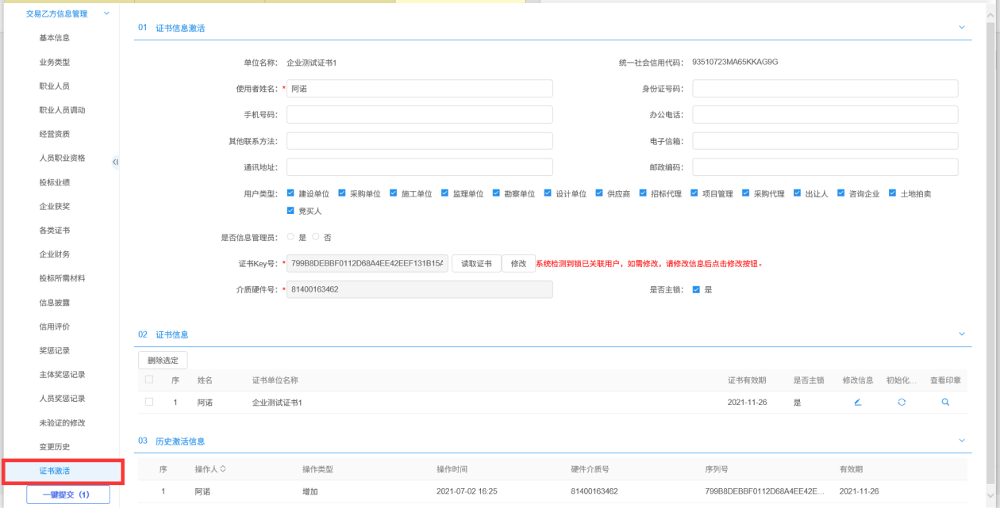 交易乙方信息管理
基本信息
业务类型
职业人员
职业人员调动
经营资质
人员职业资格
投标业绩
企业获奖
各类证书
企业财务
投标所需材料
信息披露
信用评价
奖惩记录
主体奖惩记录
人员奖惩记录
未验证的修改
变更历史
证书激活
一键提交（1）
01 证书信息激活
单位名称： 企业测试证书1 统一社会信用代码： 93510723MA65KKAG9G
使用者姓名：* 阿诺 身份证号码：
手机号码： 办公电话：
其他联系方法： 电子信箱：
通讯地址： 邮政编码：
用户类型： 建设单位 采购单位 施工单位 监理单位 勘察单位 设计单位 供应商 招标代理 项目管理 采购代理 出让人 咨询企业 土地拍卖
竞买人
是否信息管理员： 是 否
证书Key号：* 799B8DEBBF0112D68A4EE42EEF131B15 读取证书 修改 系统检测到锁已关联用户，如需修改，请修改信息后点击修改按钮。
介质硬件号：* 81400163462 是否主锁： 是
02 证书信息
删除选定
序 姓名 证书单位名称 证书有效期 是否主锁 修改信息 初始化... 查看印章
1 阿诺 企业测试证书1 2021-11-26 是
03 历史激活信息
序 操作人 操作类型 操作时间 硬件介质号 序列号 有效期
1 阿诺 增加 2021-07-02 16:25 81400163462 799B8DEBBF0112D68A4EE42E... 2021-11-26